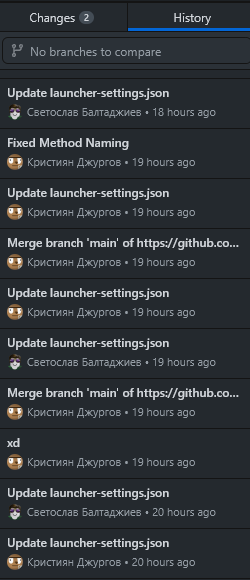 Changes 2 History
No branches to compare
Update launcher-settings.json
Светослав Балтаджиев • 18 hours ago
Fixed Method Naming
Кристиян Джургов • 19 hours ago
Update launcher-settings.json
Кристиян Джургов • 19 hours ago
Merge branch 'main' of https://github.co...
Кристиян Джургов • 19 hours ago
Update launcher-settings.json
Кристиян Джургов • 19 hours ago
Update launcher-settings.json
Светослав Балтаджиев • 19 hours ago
Merge branch 'main' of https://github.co...
Кристиян Джургов • 19 hours ago
xd
Кристиян Джургов • 19 hours ago
Update launcher-settings.json
Светослав Балтаджиев • 20 hours ago
Update launcher-settings.json
Кристиян Джургов • 20 hours ago